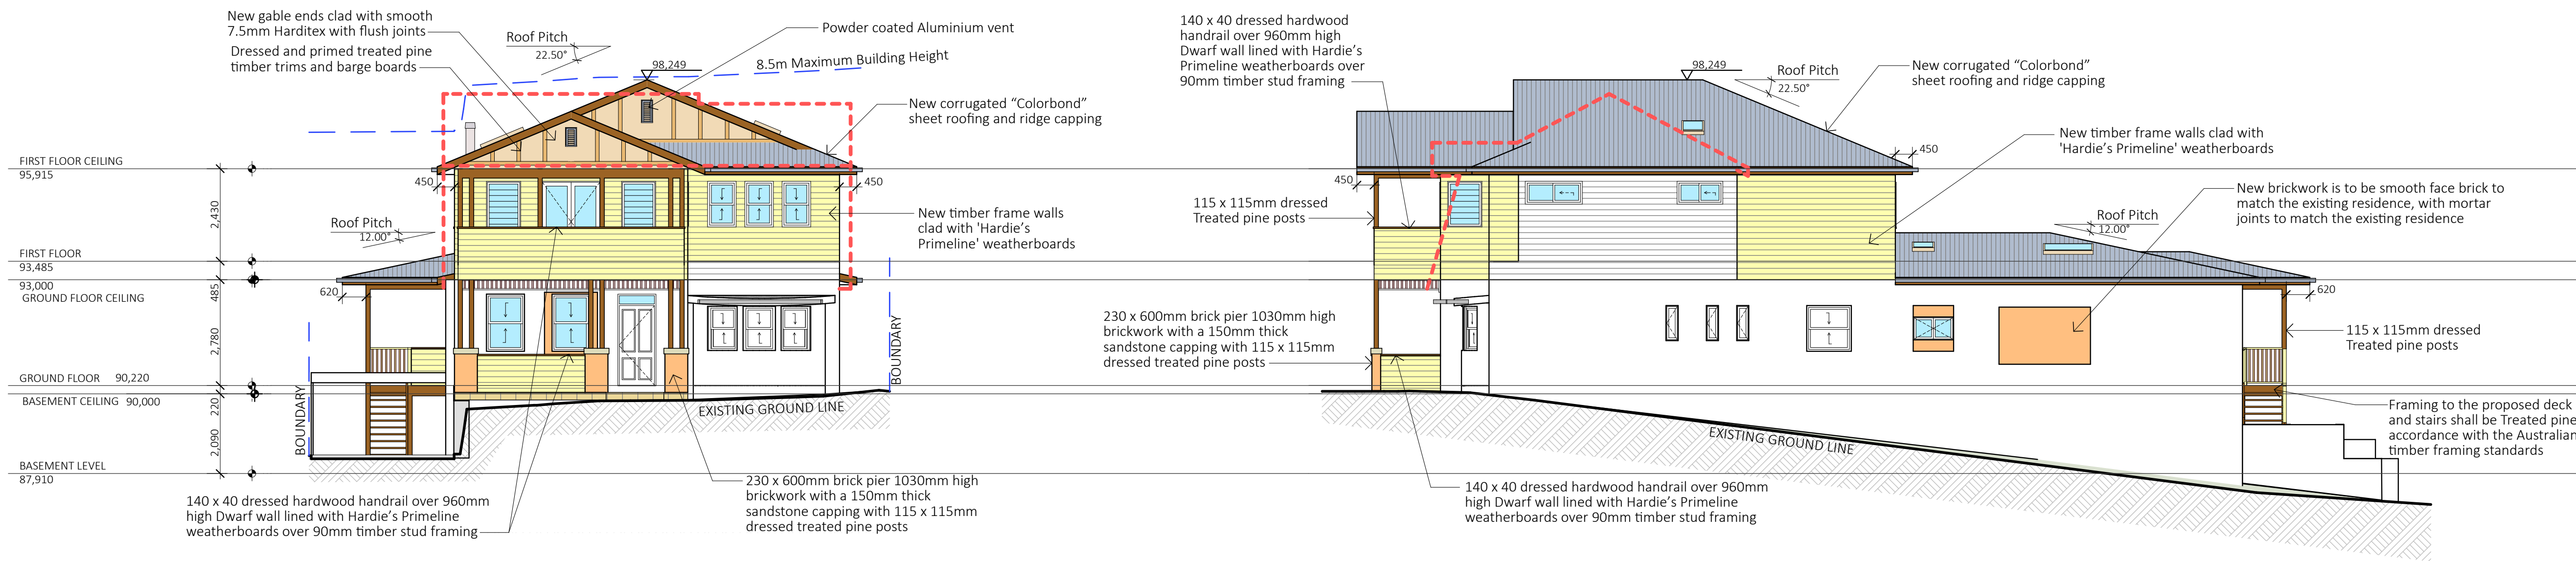 New gable ends clad with smooth
7.5mm Harditex with flush joints
Dressed and primed treated pine
timber trims and barge boards
Roof Pitch
22.50°
Powder coated Aluminium vent
98,249
8.5m Maximum Building Height
New corrugated “Colorbond”
sheet roofing and ridge capping
FIRST FLOOR CEILING
95,915
450
450
2,430
Roof Pitch
12.00°
New timber frame walls
clad with 'Hardie’s
Primeline' weatherboards
FIRST FLOOR
93,485
93,000
GROUND FLOOR CEILING
485
620
2,780
BOUNDARY
GROUND FLOOR 90,220
BASEMENT CEILING 90,000
220
BOUNDARY
EXISTING GROUND LINE
2,090
BASEMENT LEVEL
87,910
140 x 40 dressed hardwood handrail over 960mm
high Dwarf wall lined with Hardie’s Primeline
weatherboards over 90mm timber stud framing
230 x 600mm brick pier 1030mm high
brickwork with a 150mm thick
sandstone capping with 115 x 115mm
dressed treated pine posts
140 x 40 dressed hardwood
handrail over 960mm high
Dwarf wall lined with Hardie’s
Primeline weatherboards over
90mm timber stud framing
98,249
Roof Pitch
22.50°
New corrugated “Colorbond”
sheet roofing and ridge capping
New timber frame walls clad with
'Hardie’s Primeline' weatherboards
450
450
115 x 115mm dressed
Treated pine posts
New brickwork is to be smooth face brick to
match the existing residence, with mortar
joints to match the existing residence
Roof Pitch
12.00°
620
230 x 600mm brick pier 1030mm high
brickwork with a 150mm thick
sandstone capping with 115 x 115mm
dressed treated pine posts
115 x 115mm dressed
Treated pine posts
EXISTING GROUND LINE
Framing to the proposed deck
and stairs shall be Treated pine
accordance with the Australian
timber framing standards
140 x 40 dressed hardwood handrail over 960mm
high Dwarf wall lined with Hardie’s Primeline
weatherboards over 90mm timber stud framing